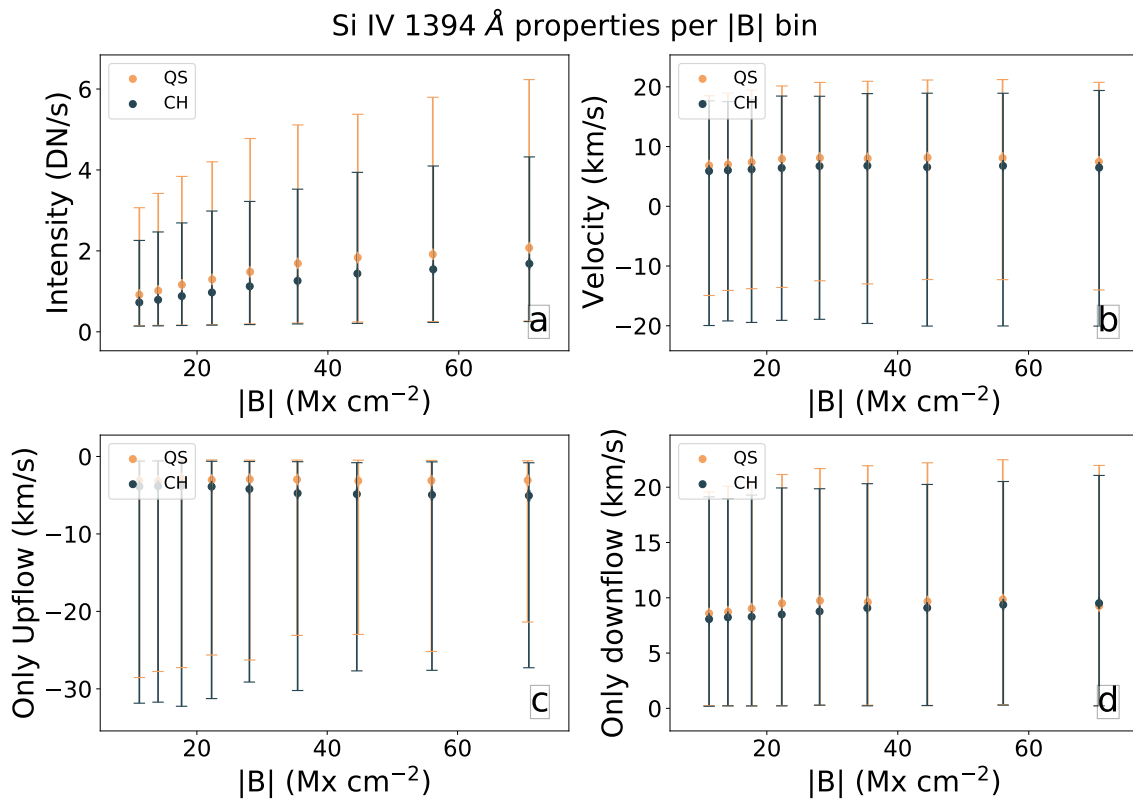 Si IV 1394 Å properties per |B| bin
6
4
2
0
Intensity (DN/s)
QS
CH
a
20
40
60
|B| (Mx cm⁻²)
20
10
0
−10
−20
Velocity (km/s)
QS
CH
b
20
40
60
|B| (Mx cm⁻²)
0
−10
−20
−30
Only Upflow (km/s)
QS
CH
c
20
40
60
|B| (Mx cm⁻²)
20
15
10
5
0
Only downflow (km/s)
QS
CH
d
20
40
60
|B| (Mx cm⁻²)